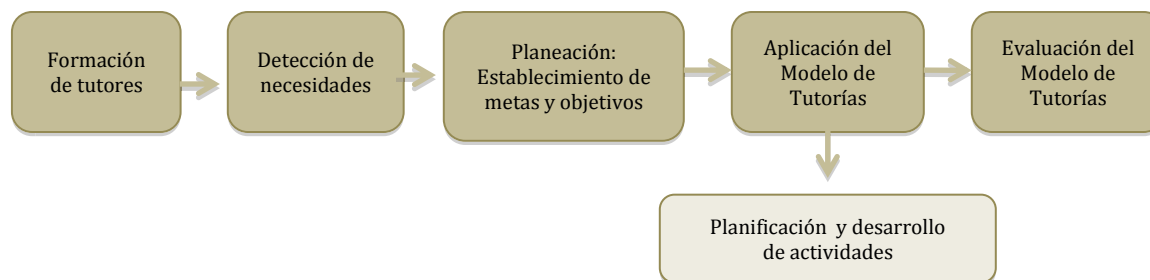 Formación
de tutores
Detección de
necesidades
Planeación:
Establecimiento de
metas y objetivos
Aplicación del
Modelo de
Tutorías
Evaluación del
Modelo de
Tutorías
Planificación y desarrollo
de actividades